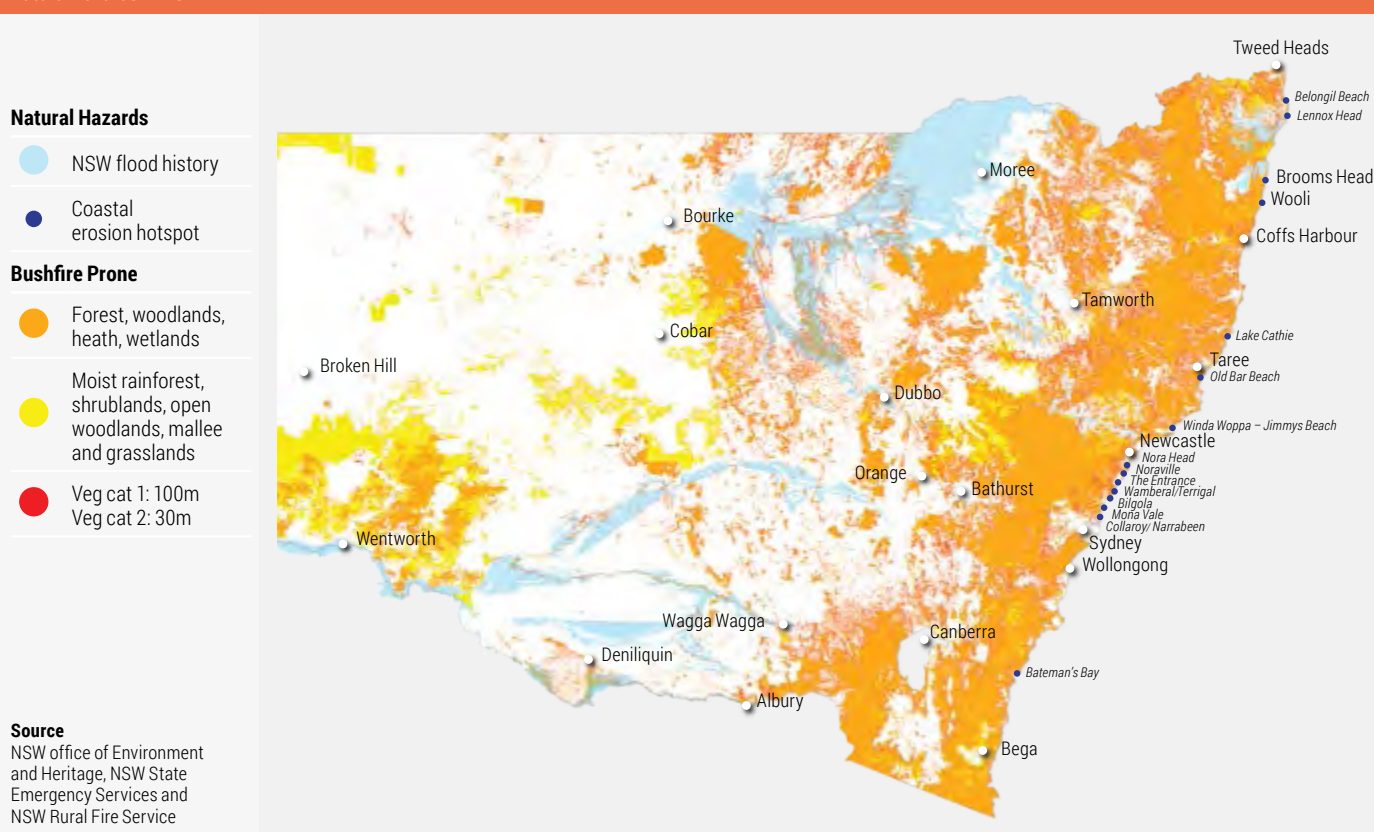 Natural Hazards
NSW flood history
Coastal
erosion hotspot
Bushfire Prone
Forest, woodlands,
heath, wetlands
Moist rainforest,
shrublands, open
woodlands, mallee
and grasslands
Veg cat 1: 100m
Veg cat 2: 30m
Source
NSW office of Environment
and Heritage, NSW State
Emergency Services and
NSW Rural Fire Service
Tweed Heads
Belongil Beach
Lennox Head
Moree
Brooms Head
Wooli
Bourke
Coffs Harbour
Tamworth
Cobar
Lake Cathie
Broken Hill
Taree
Old Bar Beach
Dubbo
Winda Woppa – Jimmys Beach
Newcastle
Nora Head
Noraville
The Entrance
Wamberal/Terrigal
Bilgola
Mona Vale
Collaroy/ Narrabeen
Orange
Bathurst
Wentworth
Sydney
Wollongong
Wagga Wagga
Canberra
Deniliquin
Bateman's Bay
Albury
Bega